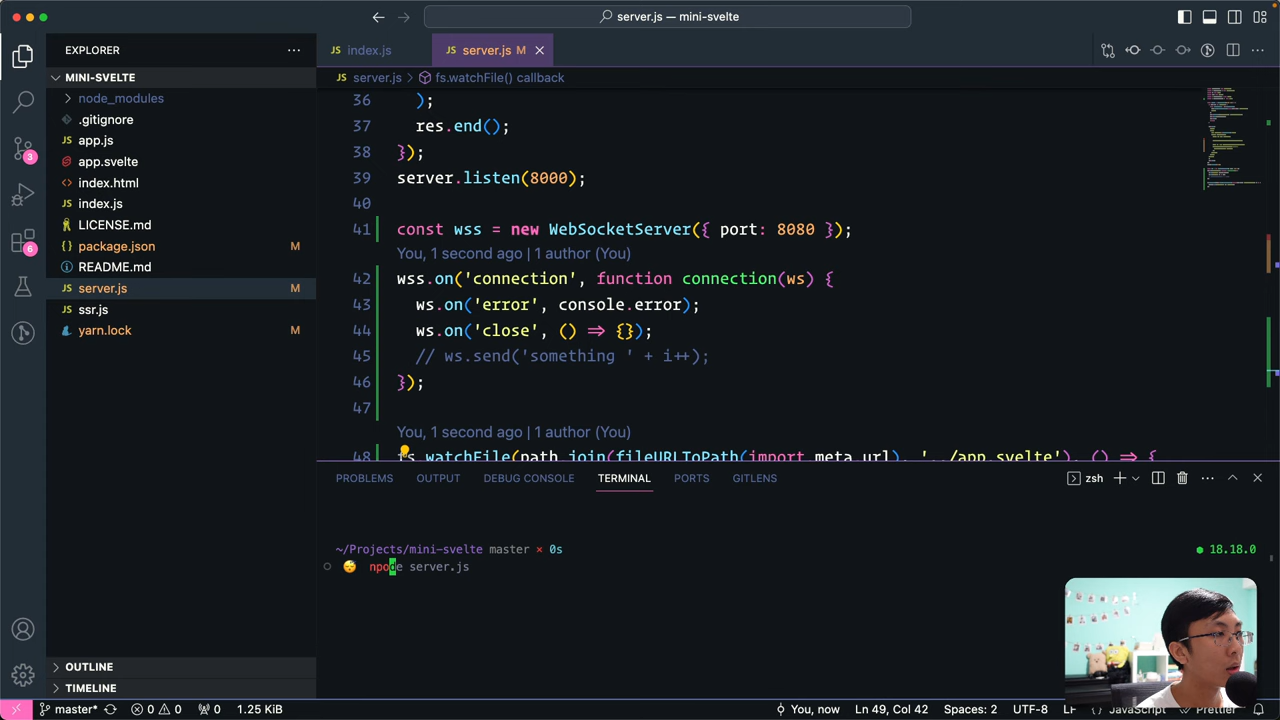 server.js — mini-svelte
EXPLORER
index.js
server.js M
MINI-SVELTE
node_modules
.gitignore
app.js
app.svelte
index.html
index.js
LICENSE.md
package.json M
README.md
server.js M
ssr.js
yarn.lock M
OUTLINE
TIMELINE
3
6
server.js > fs.watchFile() callback
36 );
37 res.end();
38 });
39 server.listen(8000);
40
41 const wss = new WebSocketServer({ port: 8080 });
You, 1 second ago | 1 author (You)
42 wss.on('connection', function connection(ws) {
43 ws.on('error', console.error);
44 ws.on('close', () => {});
45 // ws.send('something ' + i++);
46 });
47
You, 1 second ago | 1 author (You)
48 fs.watchFile(path.join(fileURLToPath(import.meta.url), '../app.svelte'), () => {
PROBLEMS OUTPUT DEBUG CONSOLE TERMINAL PORTS GITLENS
zsh
~/Projects/mini-svelte master × 0s
18.18.0
npode server.js
master* 0 0 0 1.25 KiB
You, now Ln 49, Col 42 Spaces: 2 UTF-8 LF JavaScript Prettier